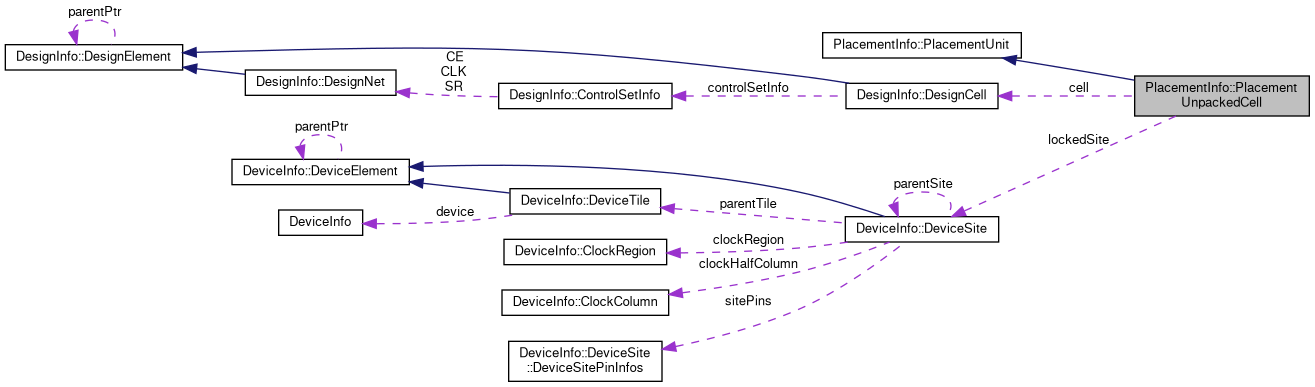 parentPtr
DesignInfo::DesignElement
PlacementInfo::PlacementUnit
CE
CLK
SR
DesignInfo::DesignNet
DesignInfo::ControlSetInfo
controlSetInfo
DesignInfo::DesignCell
cell
PlacementInfo::Placement
UnpackedCell
parentPtr
lockedSite
DeviceInfo::DeviceElement
parentSite
DeviceInfo
device
DeviceInfo::DeviceTile
parentTile
DeviceInfo::DeviceSite
DeviceInfo::ClockRegion
clockRegion
clockHalfColumn
DeviceInfo::ClockColumn
sitePins
DeviceInfo::DeviceSite
::DeviceSitePinInfos